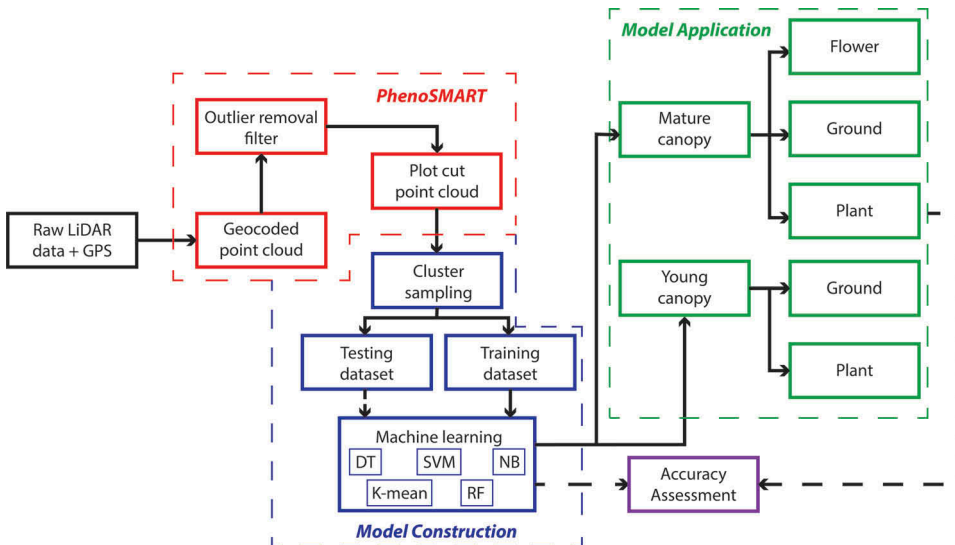 Raw LiDAR
data + GPS
PhenoSMART
Outlier removal
filter
Geocoded
point cloud
Plot cut
point cloud
Cluster
sampling
Testing
dataset
Training
dataset
Machine learning
DT
SVM
NB
K-mean
RF
Model Construction
Model Application
Mature
canopy
Flower
Ground
Plant
Young
canopy
Ground
Plant
Accuracy
Assessment